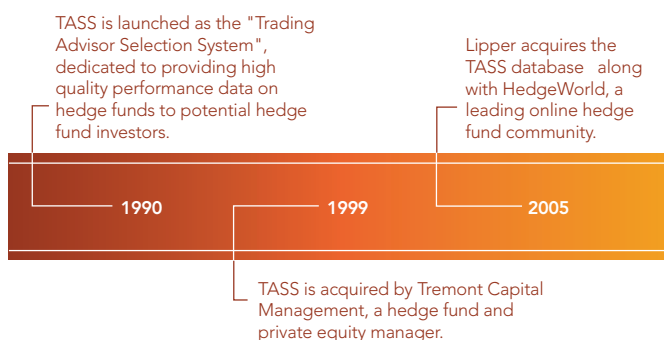 TASS is launched as the "Trading
Advisor Selection System",
dedicated to providing high
quality performance data on
hedge funds to potential hedge
fund investors.
Lipper acquires the
TASS database along
with HedgeWorld, a
leading online hedge
fund community.
1990
1999
2005
TASS is acquired by Tremont Capital
Management, a hedge fund and
private equity manager.